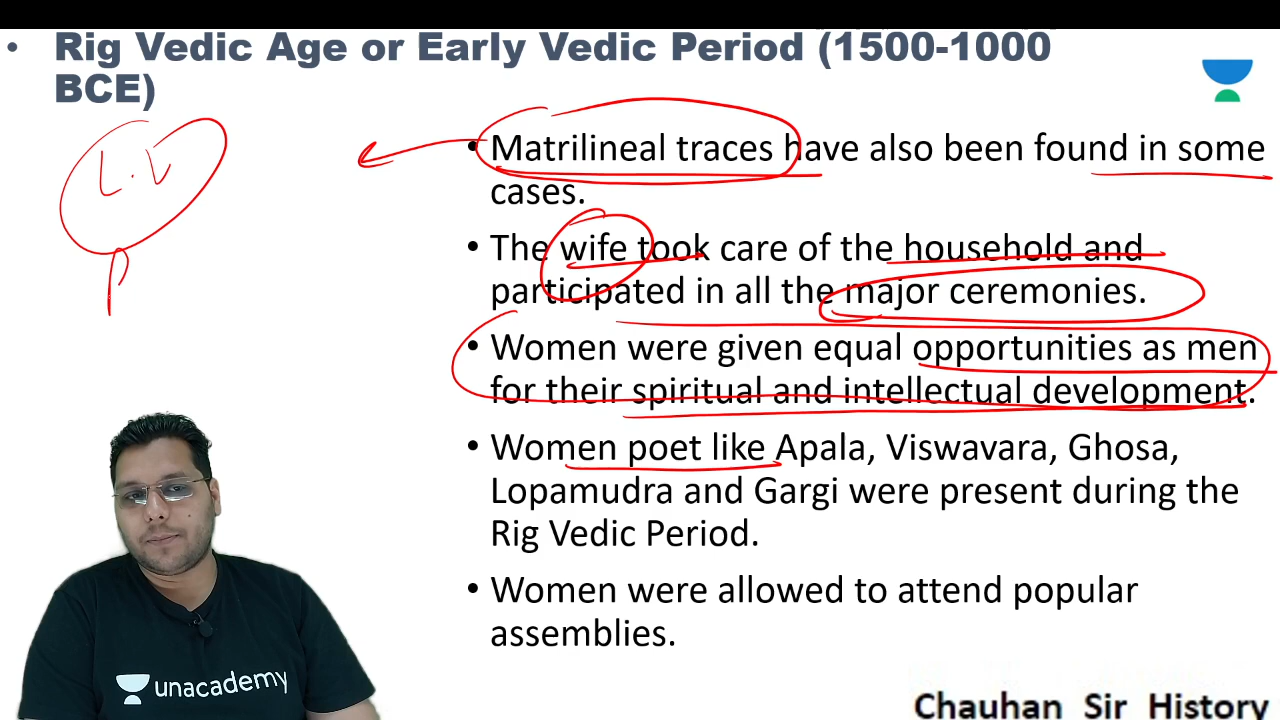 • Rig Vedic Age or Early Vedic Period (1500-1000
BCE)
L.V
P
• Matrilineal traces have also been found in some
cases.
• The wife took care of the household and
participated in all the major ceremonies.
• Women were given equal opportunities as men
for their spiritual and intellectual development.
• Women poet like Apala, Viswavara, Ghosa,
Lopamudra and Gargi were present during the
Rig Vedic Period.
• Women were allowed to attend popular
assemblies.
unacademy
Chauhan Sir History